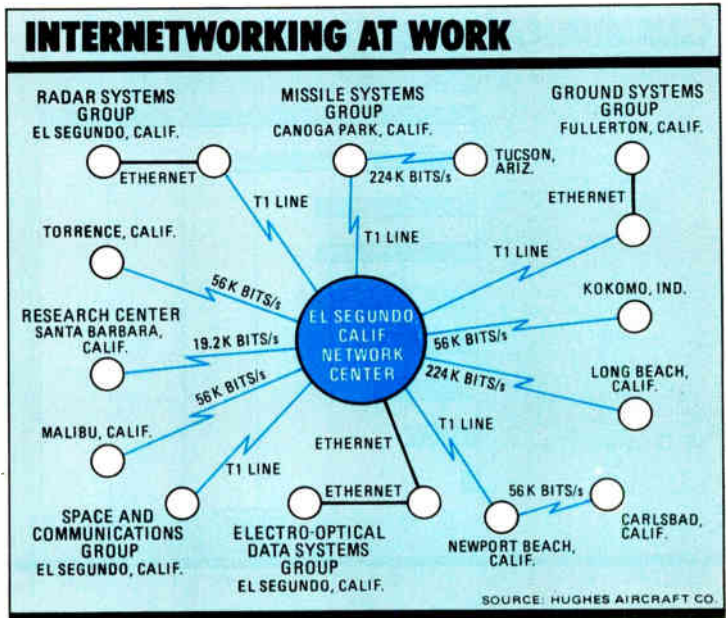 INTERNETWORKING AT WORK
RADAR SYSTEMS
GROUP
EL SEGUNDO, CALIF.
ETHERNET
T1 LINE
MISSILE SYSTEMS
GROUP
CANOGA PARK, CALIF.
224K BITS/s
TUCSON,
ARIZ.
T1 LINE
GROUND SYSTEMS
GROUP
FULLERTON, CALIF.
ETHERNET
T1 LINE
TORRENCE, CALIF.
56K BITS/s
RESEARCH CENTER
SANTA BARBARA,
CALIF.
19.2K BITS/s
EL SEGUNDO,
CALIF.
NETWORK
CENTER
KOKOMO, IND.
56K BITS/s
LONG BEACH,
CALIF.
224K BITS/s
MALIBU, CALIF.
56K BITS/s
T1 LINE
SPACE AND
COMMUNICATIONS
GROUP
EL SEGUNDO, CALIF.
ETHERNET
ETHERNET
ELECTRO-OPTICAL
DATA SYSTEMS
GROUP
EL SEGUNDO, CALIF.
T1 LINE
NEWPORT BEACH,
CALIF.
56K BITS/s
CARLSBAD,
CALIF.
SOURCE: HUGHES AIRCRAFT CO.